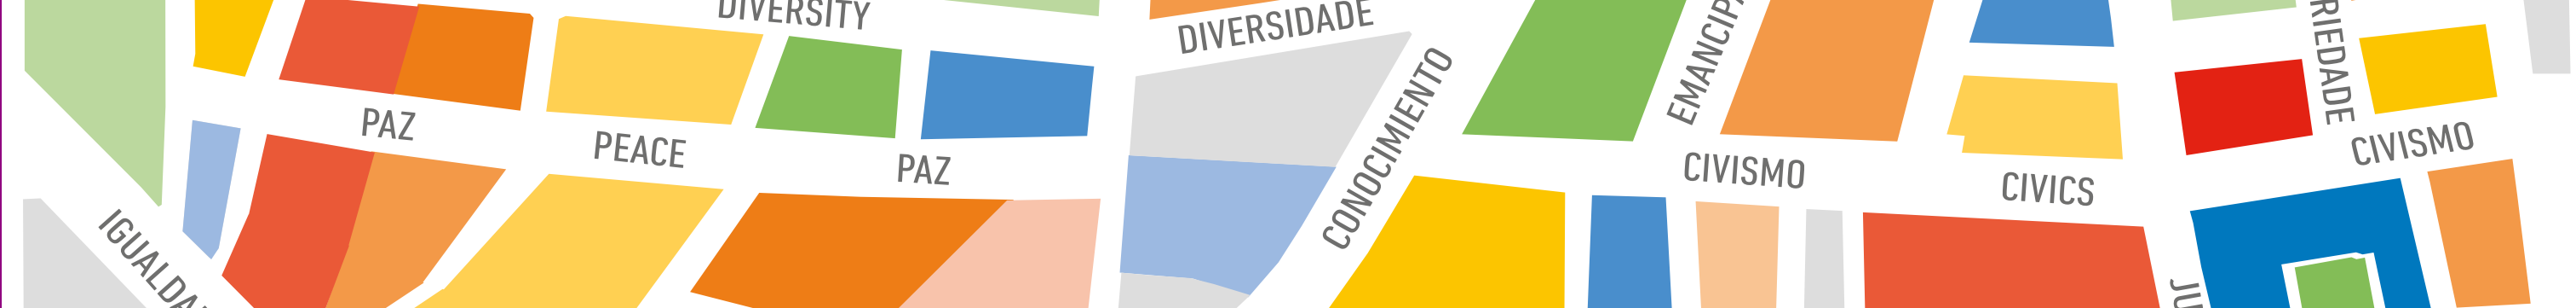 DIVERSITY
DIVERSIDADE
PAZ
PEACE
PAZ
CONOCIMIENTO
CIVISMO
CIVICS
CIVISMO